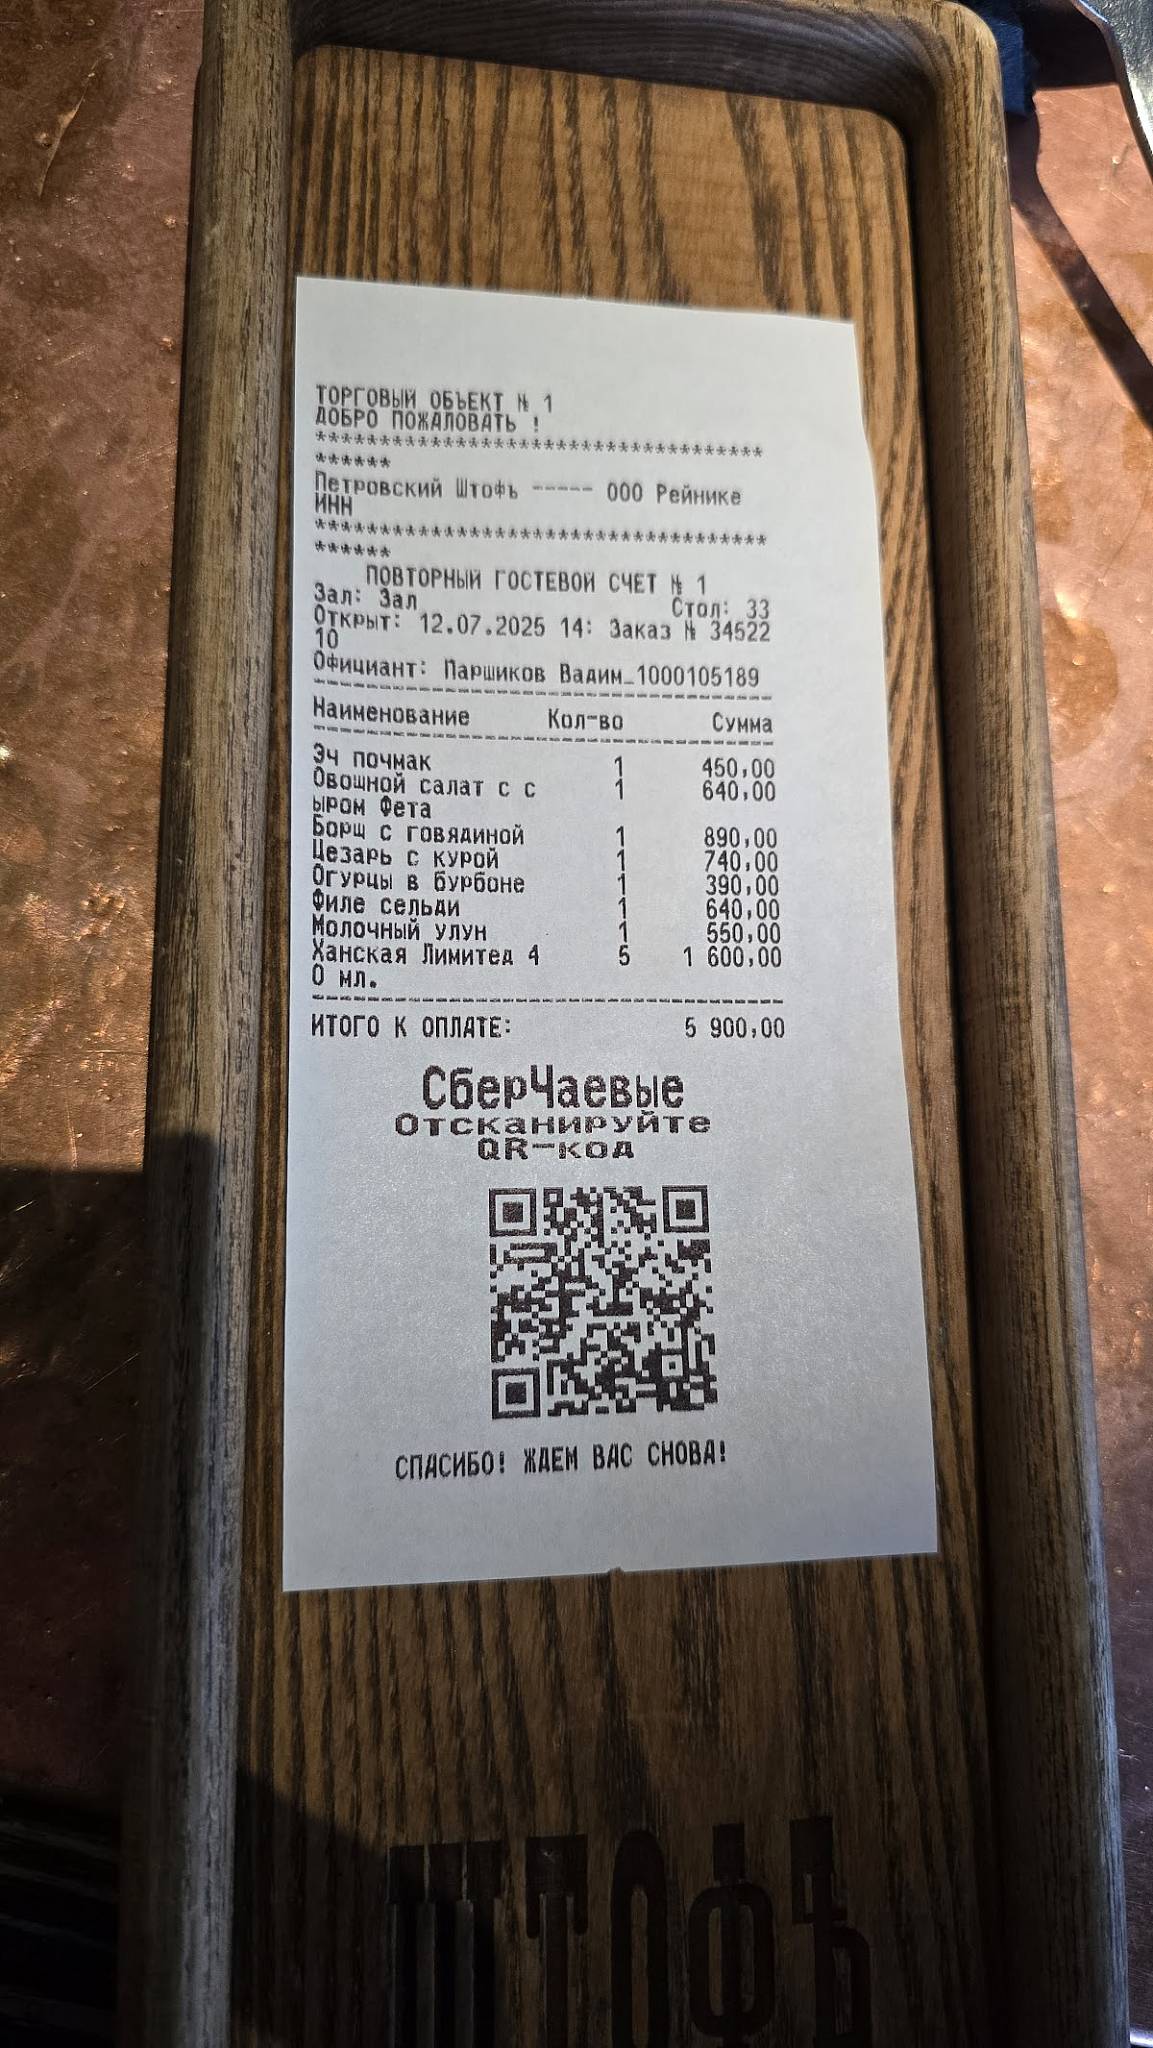 ТОРГОВЫЙ ОБЪЕКТ № 1
ДОБРО ПОЖАЛОВАТЬ !
***********************************
******
Петровский Штофъ ----- ООО Рейнике
ИНН
***********************************
******
ПОВТОРНЫЙ ГОСТЕВОЙ СЧЕТ № 1
Зал: Зал Стол: 33
Открыт: 12.07.2025 14: Заказ № 34522
10
Официант: Паршиков Вадим_1000105189
Наименование Кол-во Сумма
Эч почмак 1 450,00
Овощной салат с с 1 640,00
ыром Фета
Борщ с говядиной 1 890,00
Цезарь с курой 1 740,00
Огурцы в бурбоне 1 390,00
Филе сельди 1 640,00
Молочный улун 1 550,00
Ханская Лимитед 4 5 1 600,00
0 мл.
ИТОГО К ОПЛАТЕ: 5 900,00
СберЧаевые
Отсканируйте
QR-код
СПАСИБО! ЖДЕМ ВАС СНОВА!
ШТОФЪ